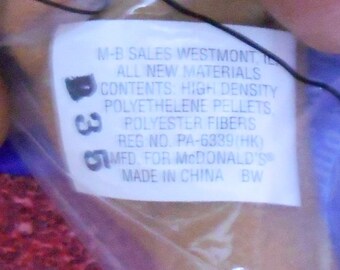 M-B SALES WESTMONT, IL
ALL NEW MATERIALS
CONTENTS: HIGH DENSITY
POLYETHELENE PELLETS
POLYESTER FIBERS
REG NO. PA-6339(HK)
MFD. FOR McDONALD'S®
MADE IN CHINA BW
B35